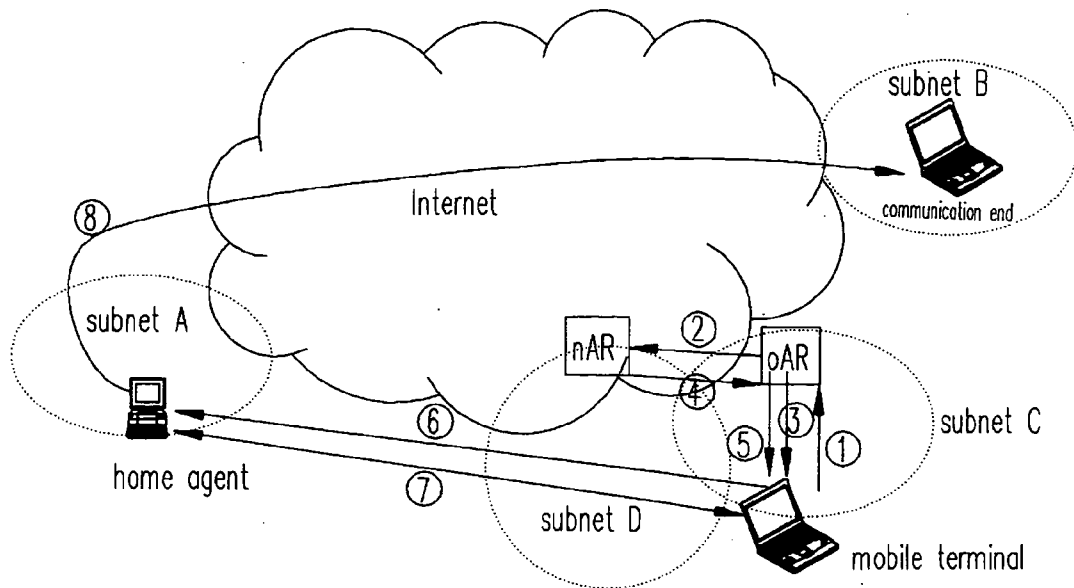 subnet B
communication end
Internet
⑧
subnet A
nAR
②
oAR
④
⑥
⑤
③
①
subnet C
home agent
⑦
subnet D
mobile terminal